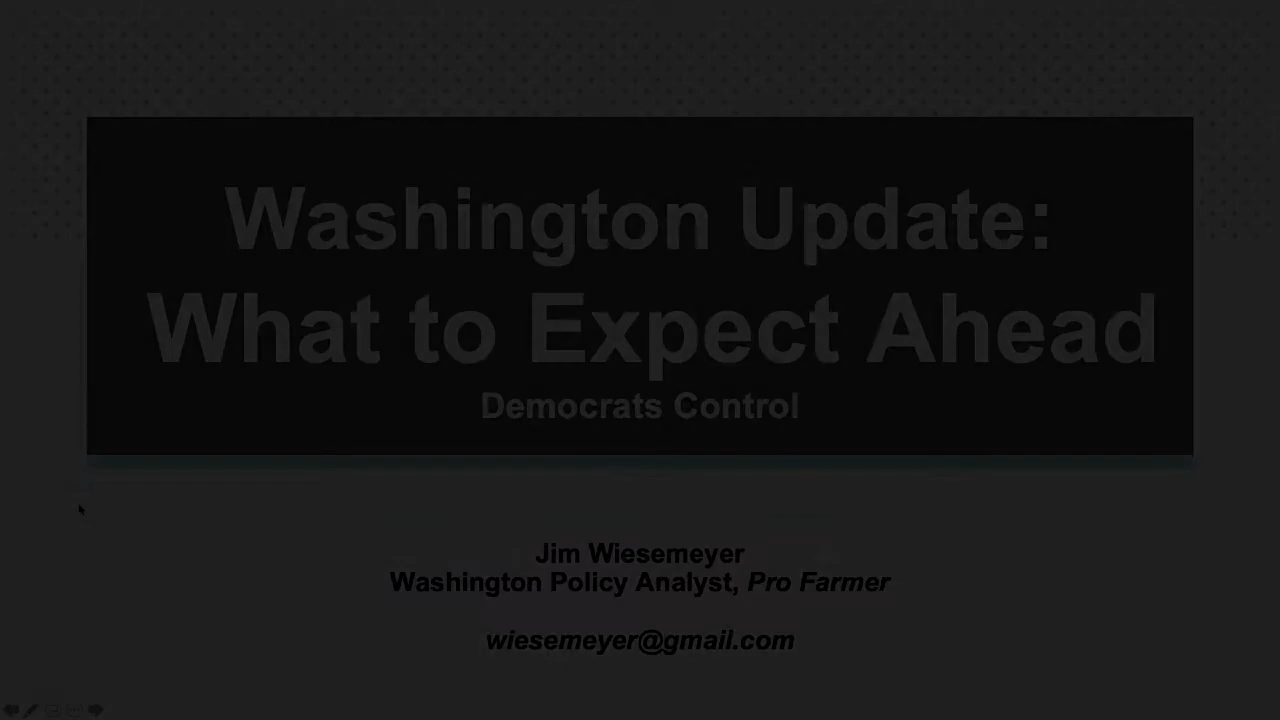 Washington Update:
What to Expect Ahead
Democrats Control
Jim Wiesemeyer
Washington Policy Analyst, Pro Farmer
wiesemeyer@gmail.com